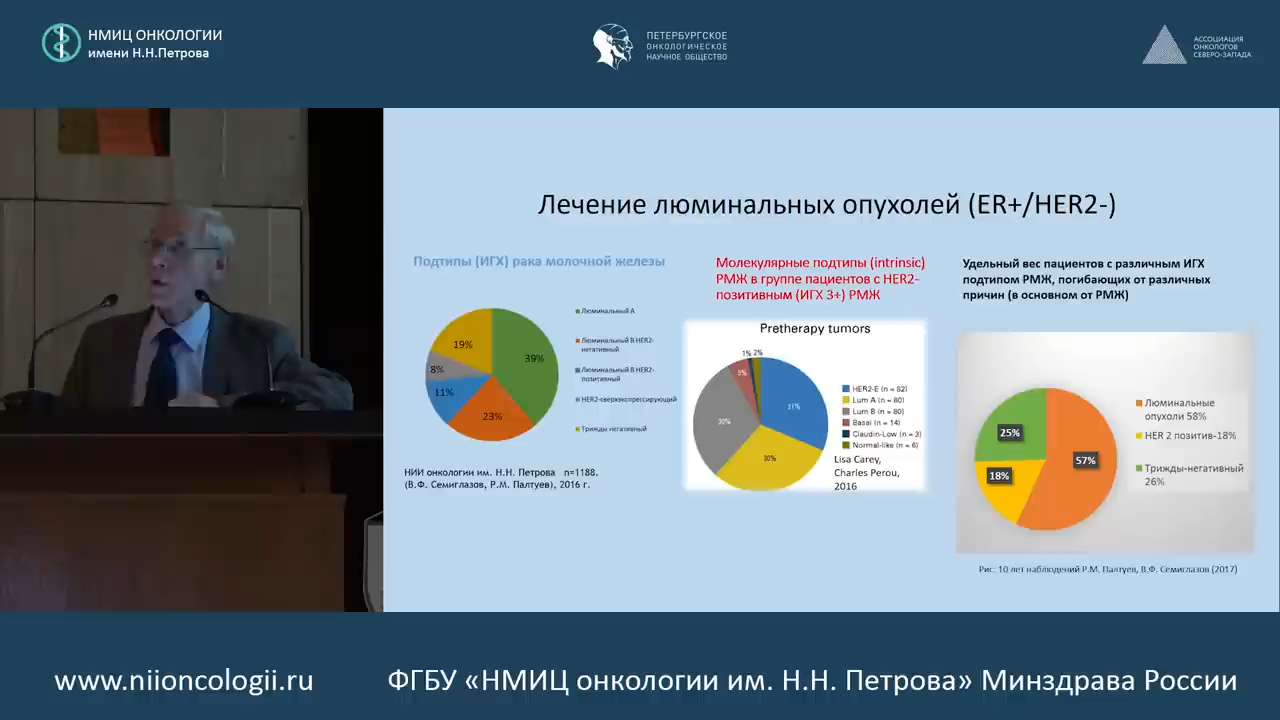 НМИЦ ОНКОЛОГИИ
имени Н.Н.Петрова
ПЕТЕРБУРГСКОЕ
ОНКОЛОГИЧЕСКОЕ
НАУЧНОЕ ОБЩЕСТВО
АССОЦИАЦИЯ
ОНКОЛОГОВ
СЕВЕРО-ЗАПАДА
Лечение люминальных опухолей (ER+/HER2-)
Подтипы (ИГХ) рака молочной железы
39%
23%
11%
8%
19%
Люминальный А
Люминальный В HER2-
негативный
Люминальный В HER2-
позитивный
HER2-сверхэкспрессирующий
Трижды негативный
НИИ онкологии им. Н.Н. Петрова n=1188.
(В.Ф. Семиглазов, Р.М. Палтуев), 2016 г.
Молекулярные подтипы (intrinsic)
РМЖ в группе пациентов с HER2-
позитивным (ИГХ 3+) РМЖ
Pretherapy tumors
1% 2%
5%
31%
30%
30%
HER2-E (n = 82)
Lum A (n = 80)
Lum B (n = 80)
Basal (n = 14)
Claudin-Low (n = 3)
Normal-like (n = 6)
Lisa Carey,
Charles Perou,
2016
Удельный вес пациентов с различным ИГХ
подтипом РМЖ, погибающих от различных
причин (в основном от РМЖ)
25%
18%
57%
Люминальные
опухоли 58%
HER 2 позитив-18%
Трижды-негативный
26%
Рис: 10 лет наблюдений Р.М. Палтуев, В.Ф. Семиглазов (2017)
www.niioncologii.ru
ФГБУ «НМИЦ онкологии им. Н.Н. Петрова» Минздрава России